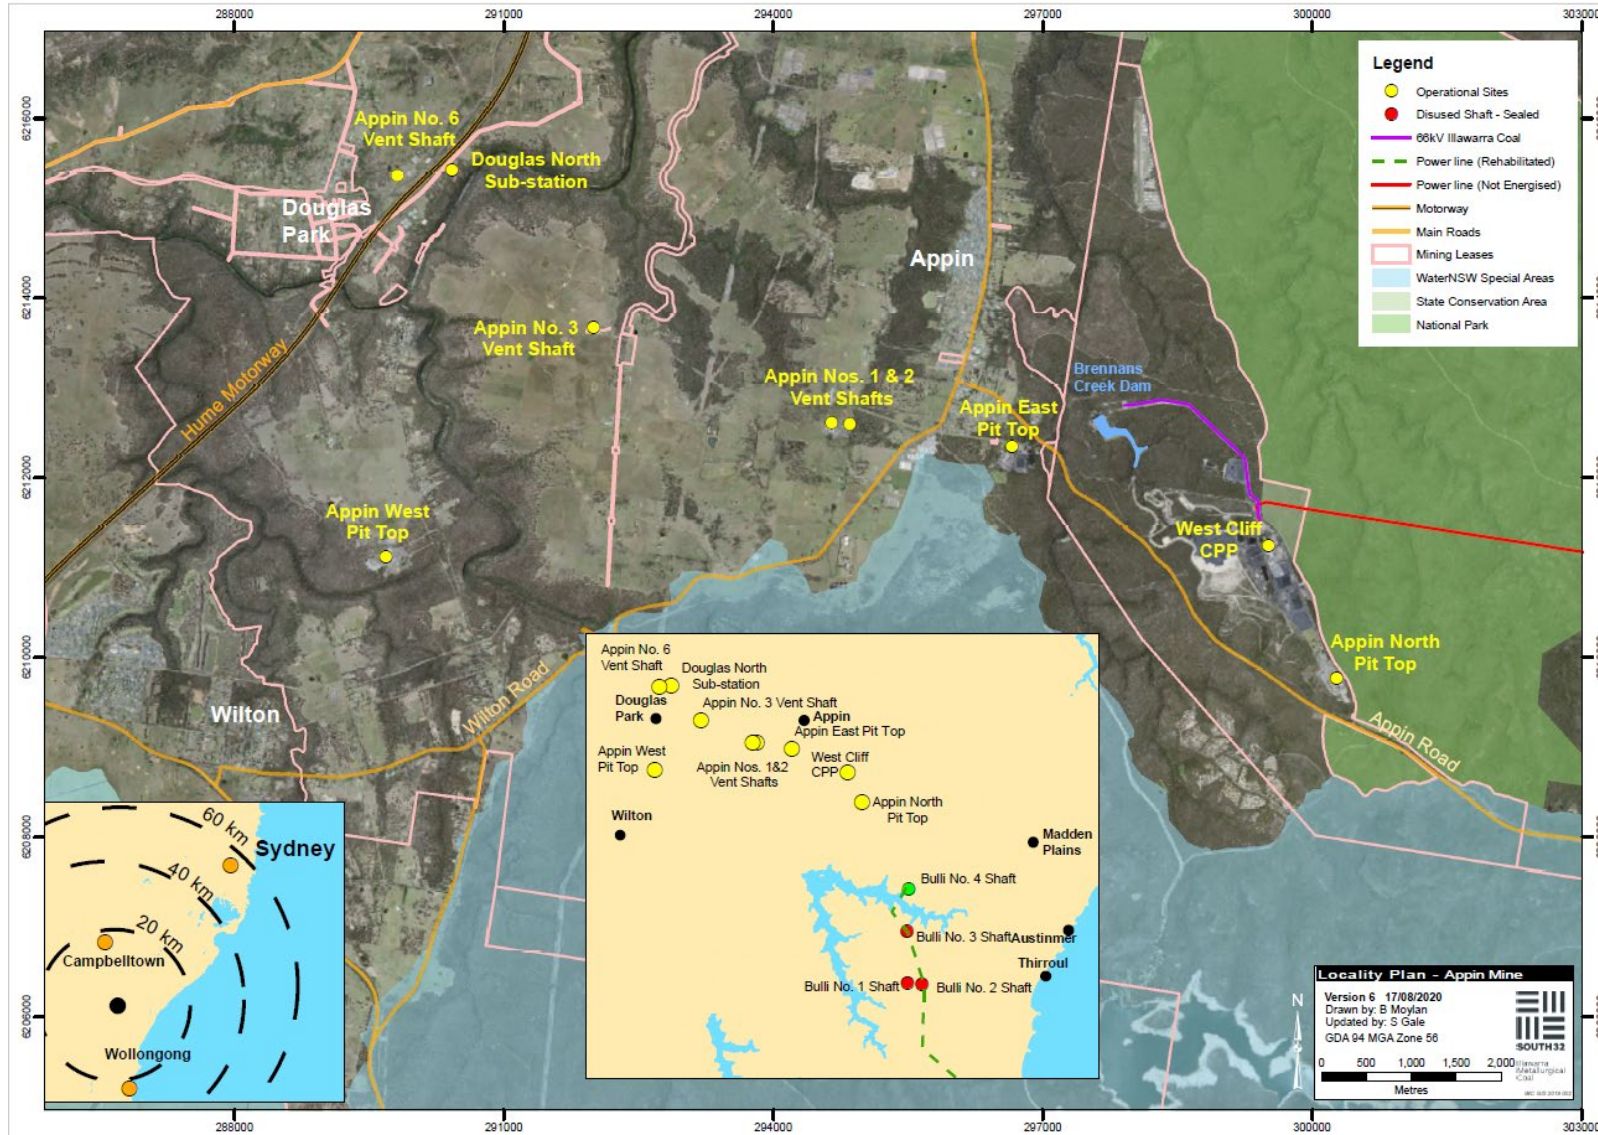 288000
291000
294000
297000
300000
303000
6216000
6214000
6212000
6210000
6208000
6206000
Appin No. 6
Vent Shaft
Douglas North
Sub-station
Douglas
Park
Appin
Appin No. 3
Vent Shaft
Hume Motorway
Appin Nos. 1 & 2
Vent Shafts
Appin East
Pit Top
Brennans
Creek Dam
Appin West
Pit Top
West Cliff
CPP
Appin North
Pit Top
Wilton
Wilton Road
Appin Road
Legend
Operational Sites
Disused Shaft - Sealed
66kV Illawarra Coal
Power line (Rehabilitated)
Power line (Not Energised)
Motorway
Main Roads
Mining Leases
WaterNSW Special Areas
State Conservation Area
National Park
Appin No. 6
Vent Shaft
Douglas North
Sub-station
Douglas
Park
Appin No. 3 Vent Shaft
Appin
Appin East Pit Top
Appin West
Pit Top
Appin Nos. 1&2
Vent Shafts
West Cliff
CPP
Appin North
Pit Top
Wilton
Madden
Plains
Bulli No. 4 Shaft
Bulli No. 3 Shaft
Austinmer
Thirroul
Bulli No. 1 Shaft
Bulli No. 2 Shaft
60 km
Sydney
40 km
20 km
Campbelltown
Wollongong
Locality Plan - Appin Mine
Version 6 17/08/2020
Drawn by: B Moylan
Updated by: S Gale
GDA 94 MGA Zone 56
N
SOUTH32
Illawarra
Metallurgical
Coal
0 500 1,000 1,500 2,000
Metres
288000
291000
294000
297000
300000
303000